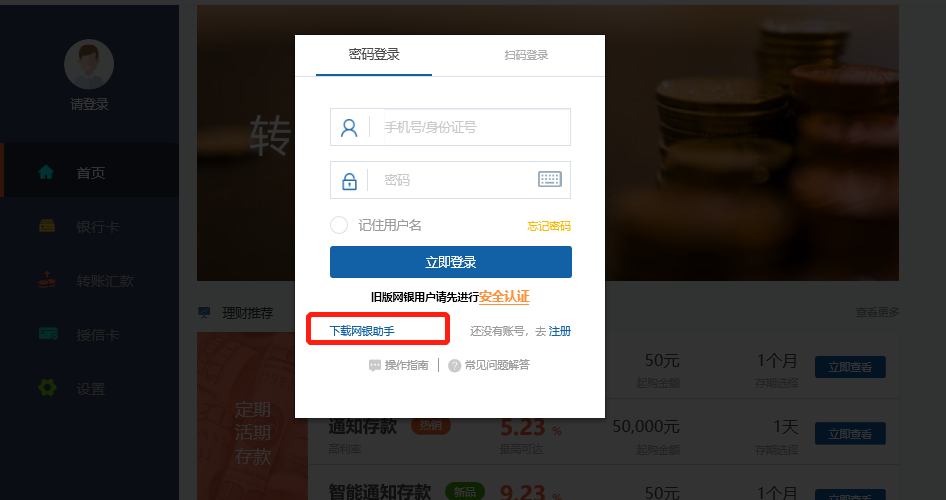 请登录
首页
银行卡
转账汇款
授信卡
设置
转
密码登录
扫码登录
手机号/身份证号
密码
记住用户名
忘记密码
立即登录
旧版网银用户请先进行安全认证
下载网银助手
还没有账号，去 注册
操作指南
? 常见问题解答
理财推荐
查看更多
定期
活期
存款
50元
起购金额
1个月
存期选择
立即查看
通知存款
热销
高利率
5.23 %
最高可达
50,000元
起购金额
1天
存期选择
立即查看
智能通知存款
新品
9.23 %
50元
1个月
立即查看